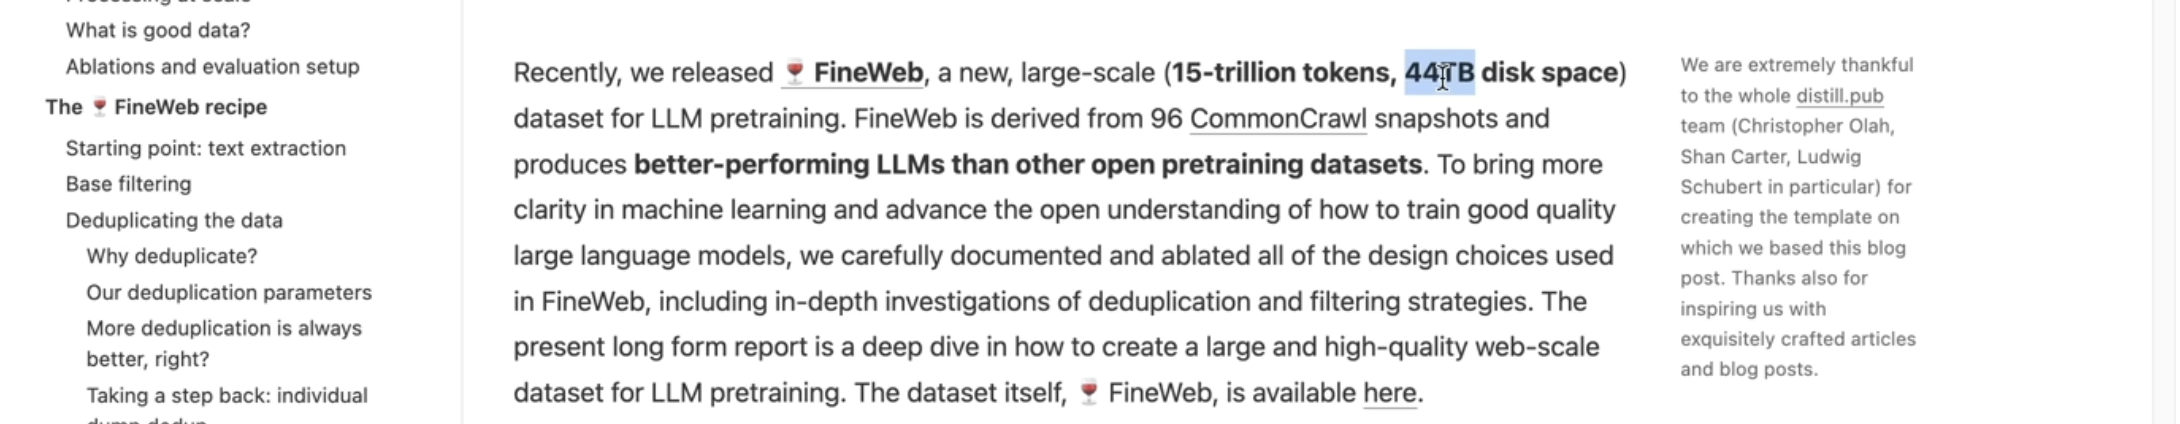 What is good data?
Ablations and evaluation setup
The 🍷 FineWeb recipe
Starting point: text extraction
Base filtering
Deduplicating the data
Why deduplicate?
Our deduplication parameters
More deduplication is always
better, right?
Taking a step back: individual
Recently, we released 🍷 FineWeb, a new, large-scale (15-trillion tokens, 44TB disk space)
dataset for LLM pretraining. FineWeb is derived from 96 CommonCrawl snapshots and
produces better-performing LLMs than other open pretraining datasets. To bring more
clarity in machine learning and advance the open understanding of how to train good quality
large language models, we carefully documented and ablated all of the design choices used
in FineWeb, including in-depth investigations of deduplication and filtering strategies. The
present long form report is a deep dive in how to create a large and high-quality web-scale
dataset for LLM pretraining. The dataset itself, 🍷 FineWeb, is available here.
We are extremely thankful
to the whole distill.pub
team (Christopher Olah,
Shan Carter, Ludwig
Schubert in particular) for
creating the template on
which we based this blog
post. Thanks also for
inspiring us with
exquisitely crafted articles
and blog posts.